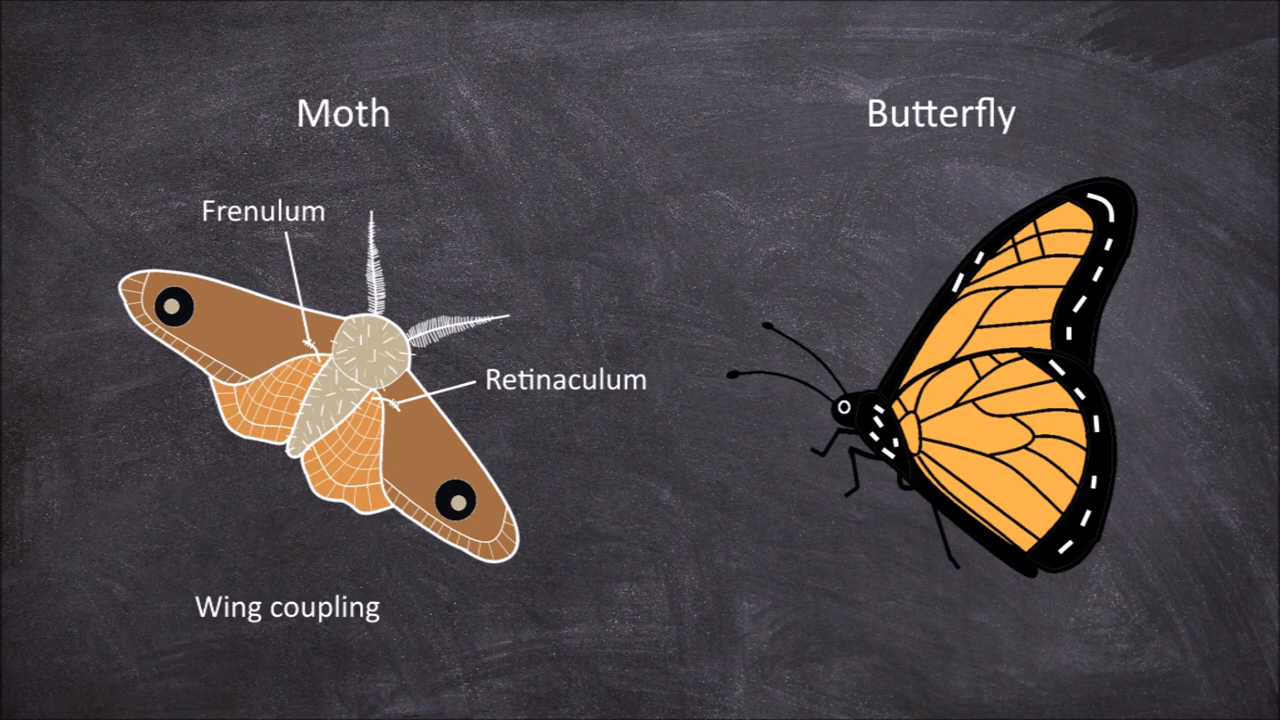 Moth
Butterfly
Frenulum
Retinaculum
Wing coupling